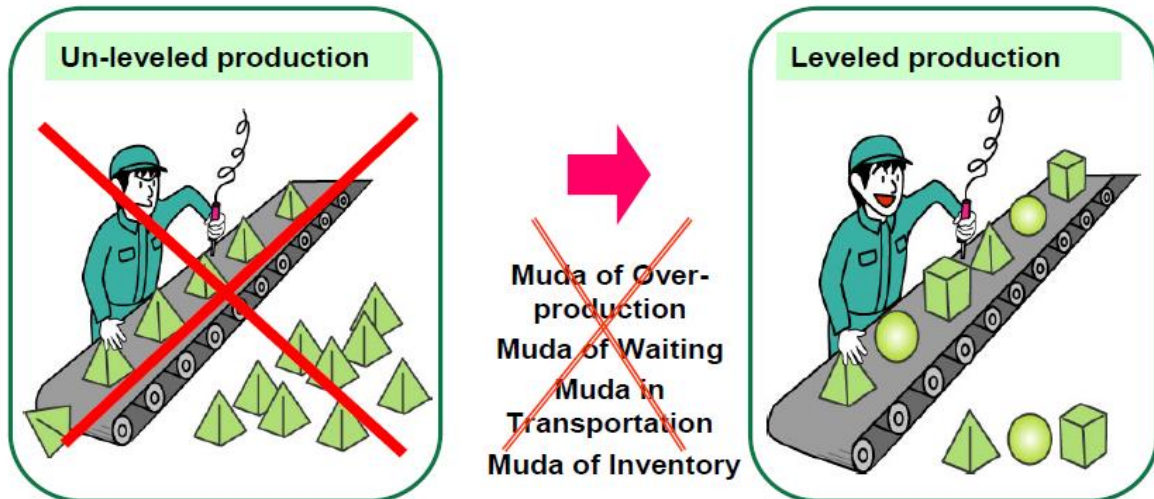 Un-leveled production
Leveled production
Muda of Over-
production
Muda of Waiting
Muda in
Transportation
Muda of Inventory